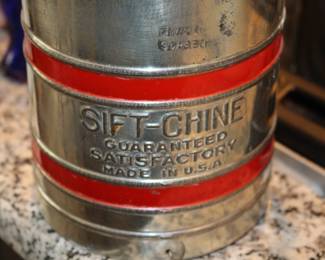 SIFT-CHINE
GUARANTEED
SATISFACTORY
MADE IN U.S.A